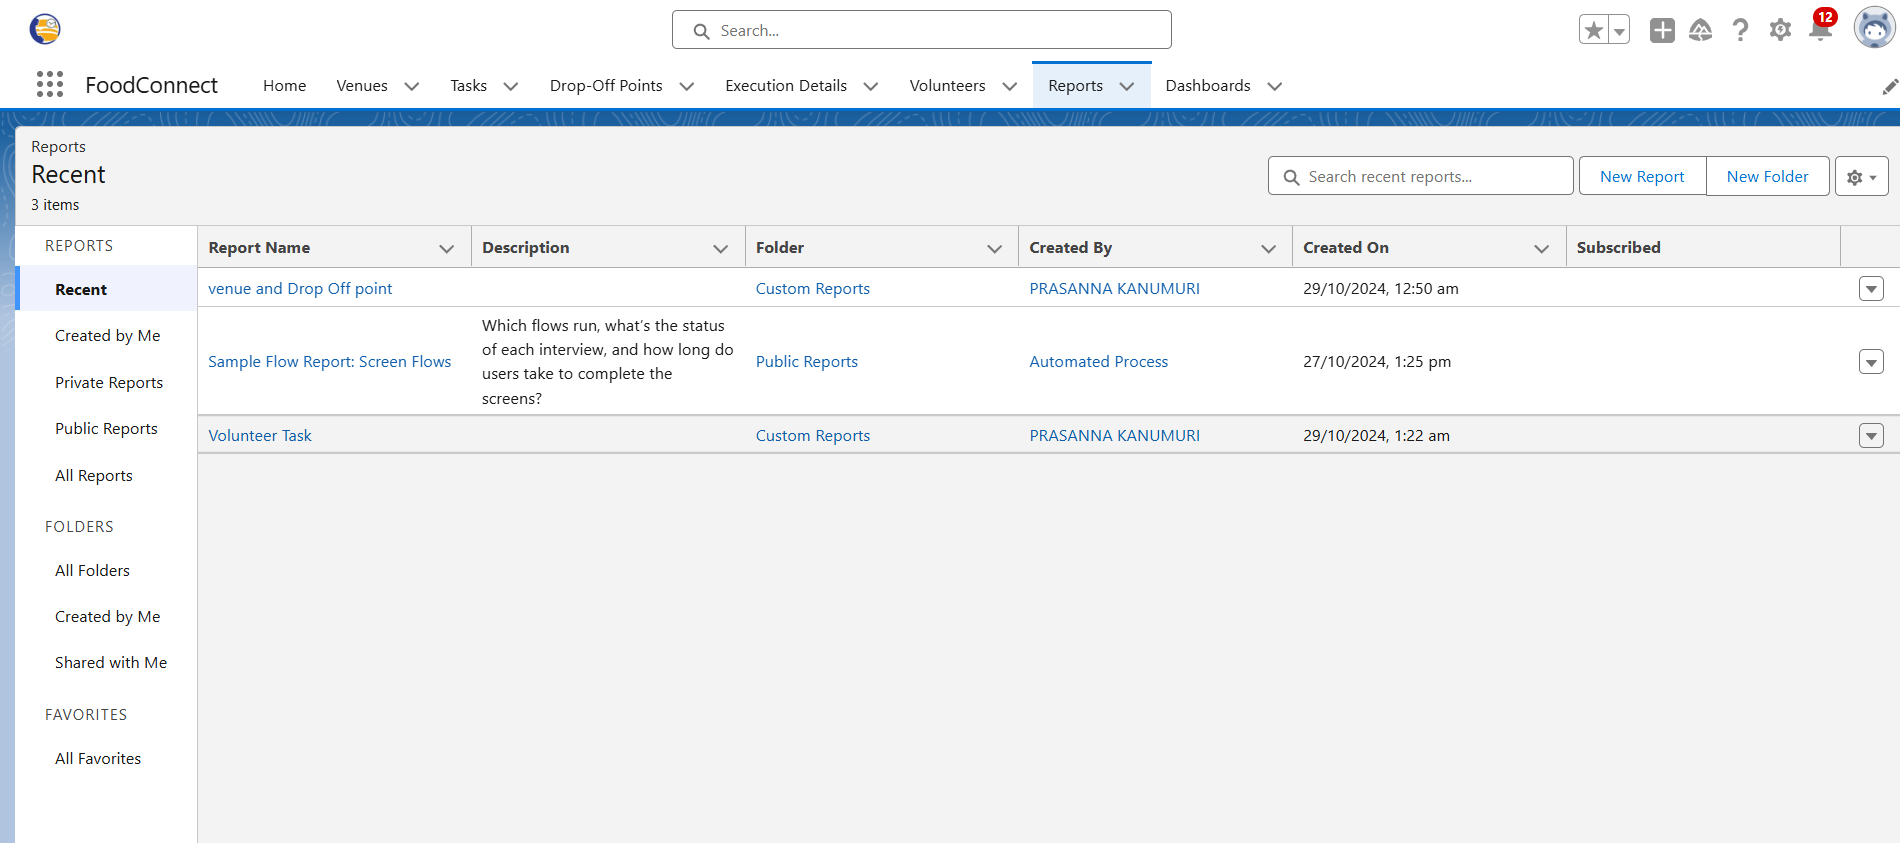 Search...
12
FoodConnect Home Venues Tasks Drop-Off Points Execution Details Volunteers Reports Dashboards
Reports
Recent
3 items
Search recent reports...
New Report
New Folder
REPORTS
Recent
Created by Me
Private Reports
Public Reports
All Reports
FOLDERS
All Folders
Created by Me
Shared with Me
FAVORITES
All Favorites
Report Name Description Folder Created By Created On Subscribed
venue and Drop Off point Custom Reports PRASANNA KANUMURI 29/10/2024, 12:50 am
Which flows run, what's the status
of each interview, and how long do
Sample Flow Report: Screen Flows Public Reports Automated Process 27/10/2024, 1:25 pm
users take to complete the
screens?
Volunteer Task Custom Reports PRASANNA KANUMURI 29/10/2024, 1:22 am